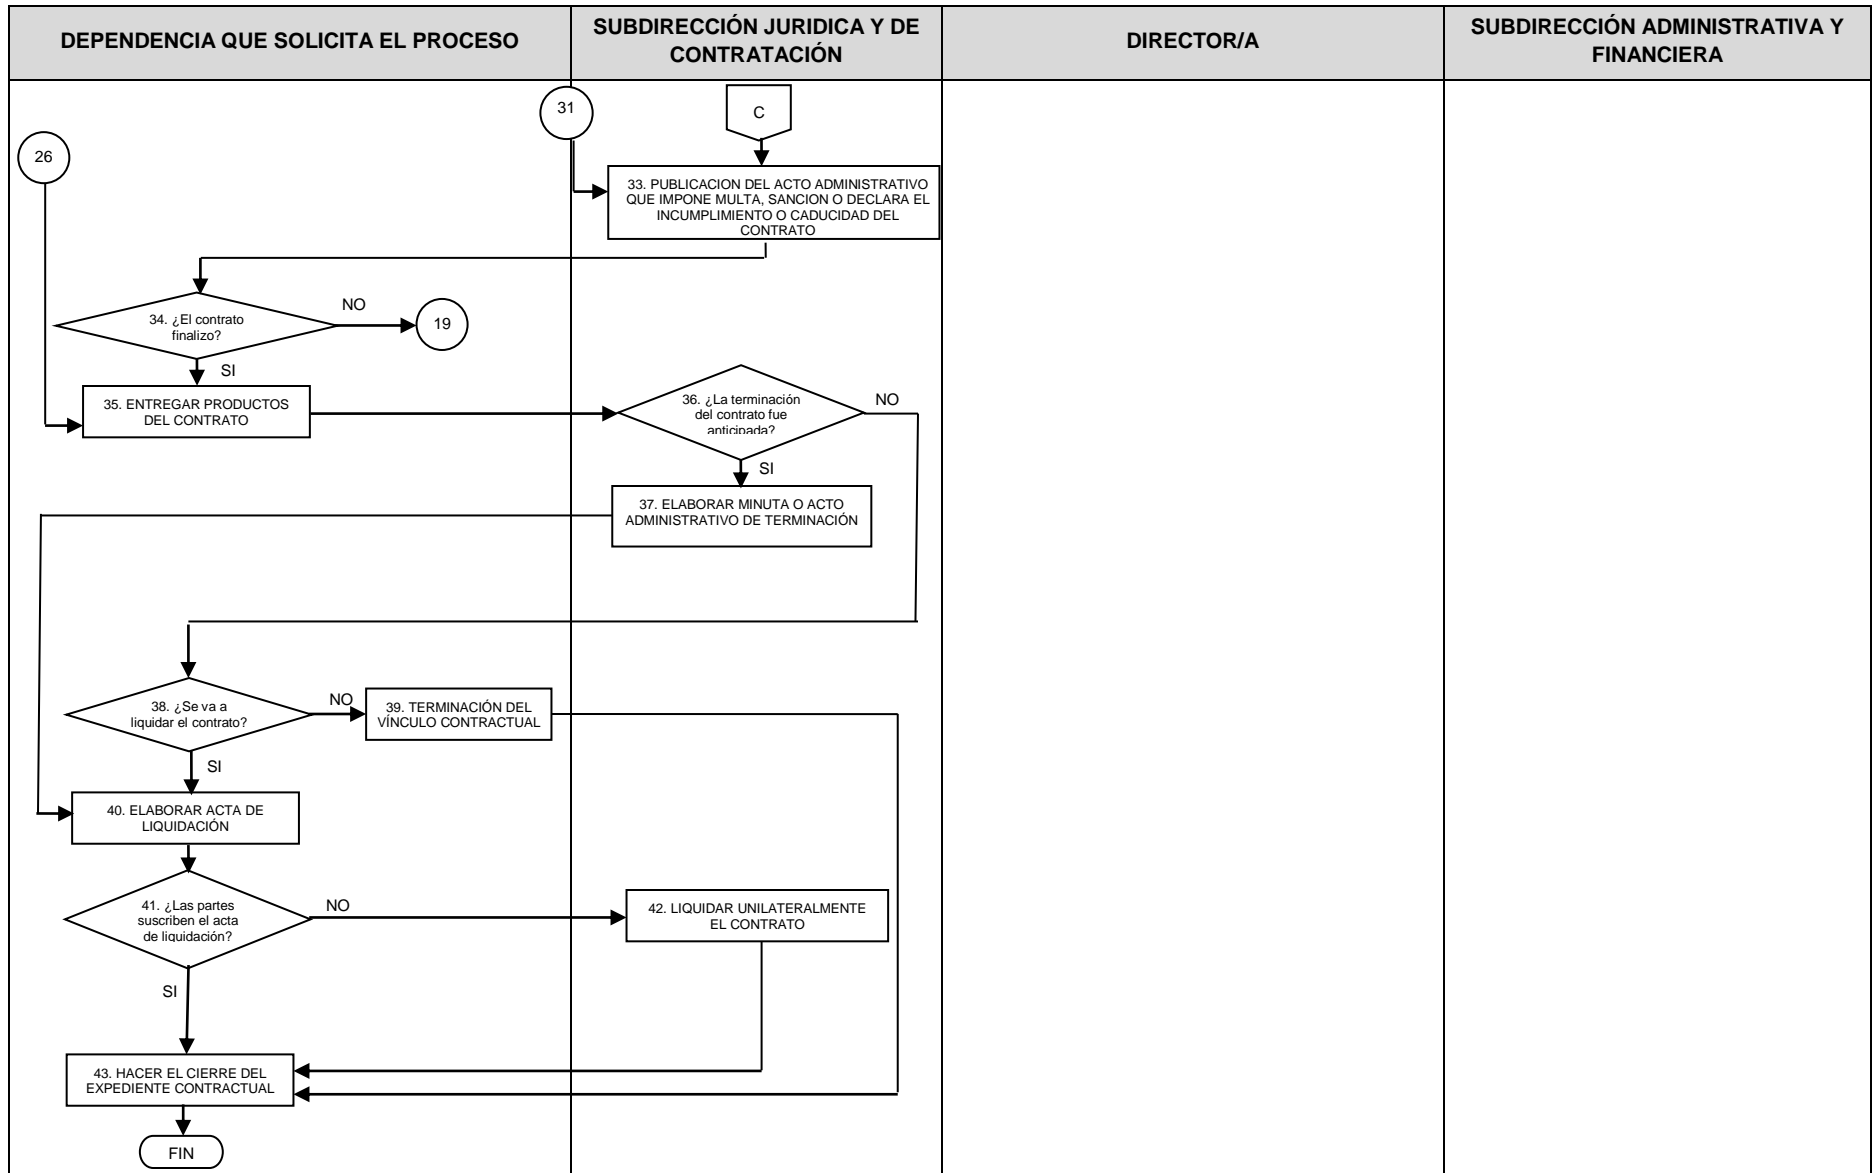 DEPENDENCIA QUE SOLICITA EL PROCESO
SUBDIRECCIÓN JURIDICA Y DE
CONTRATACIÓN
DIRECTOR/A
SUBDIRECCIÓN ADMINISTRATIVA Y
FINANCIERA
31
C
26
33. PUBLICACION DEL ACTO ADMINISTRATIVO
QUE IMPONE MULTA, SANCION O DECLARA EL
INCUMPLIMIENTO O CADUCIDAD DEL
CONTRATO
34. ¿El contrato
finalizo?
NO
19
SI
35. ENTREGAR PRODUCTOS
DEL CONTRATO
36. ¿La terminación
del contrato fue
anticipada?
NO
SI
37. ELABORAR MINUTA O ACTO
ADMINISTRATIVO DE TERMINACIÓN
38. ¿Se va a
liquidar el contrato?
NO
39. TERMINACIÓN DEL
VÍNCULO CONTRACTUAL
SI
40. ELABORAR ACTA DE
LIQUIDACIÓN
41. ¿Las partes
suscriben el acta
de liquidación?
NO
42. LIQUIDAR UNILATERALMENTE
EL CONTRATO
SI
43. HACER EL CIERRE DEL
EXPEDIENTE CONTRACTUAL
FIN